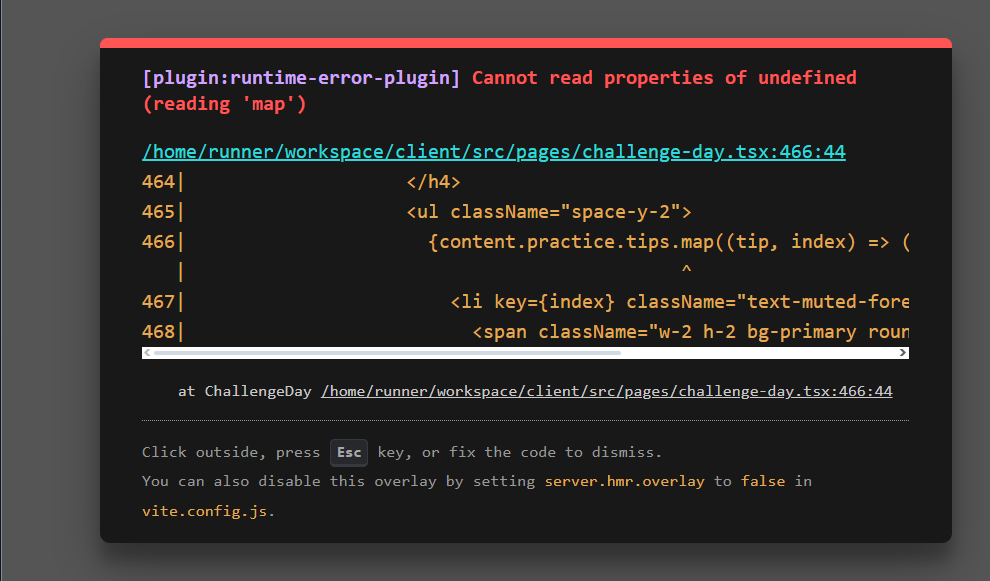 [plugin:runtime-error-plugin] Cannot read properties of undefined
(reading 'map')
/home/runner/workspace/client/src/pages/challenge-day.tsx:466:44
464|                    </h4>
465|                    <ul className="space-y-2">
466|                      {content.practice.tips.map((tip, index) => (
   |                                             ^
467|                        <li key={index} className="text-muted-fore
468|                          <span className="w-2 h-2 bg-primary roun
at ChallengeDay /home/runner/workspace/client/src/pages/challenge-day.tsx:466:44
Click outside, press Esc key, or fix the code to dismiss.
You can also disable this overlay by setting server.hmr.overlay to false in
vite.config.js.